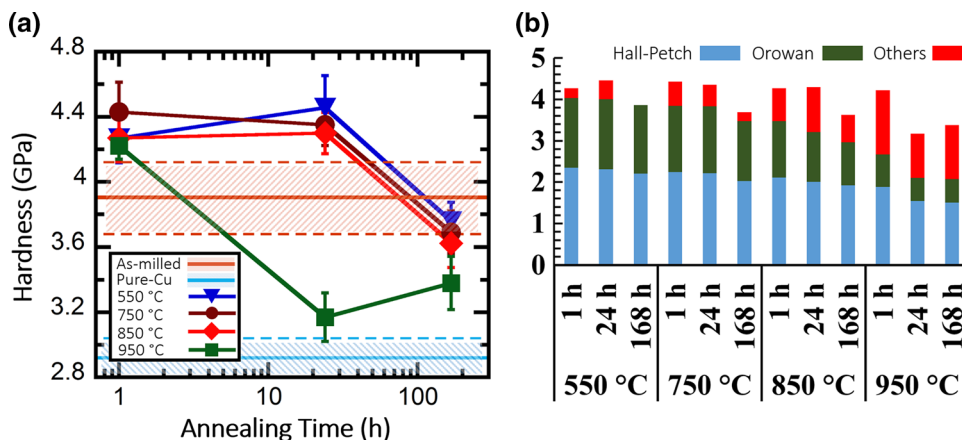 (a)
4.8
4.4
4
3.6
3.2
2.8
Hardness (GPa)
As-milled
Pure-Cu
550 °C
750 °C
850 °C
950 °C
1
10
100
Annealing Time (h)
(b)
Hall-Petch
Orowan
Others
5
4
3
2
1
0
1 h
24 h
168 h
1 h
24 h
168 h
1 h
24 h
168 h
1 h
24 h
168 h
550 °C
750 °C
850 °C
950 °C